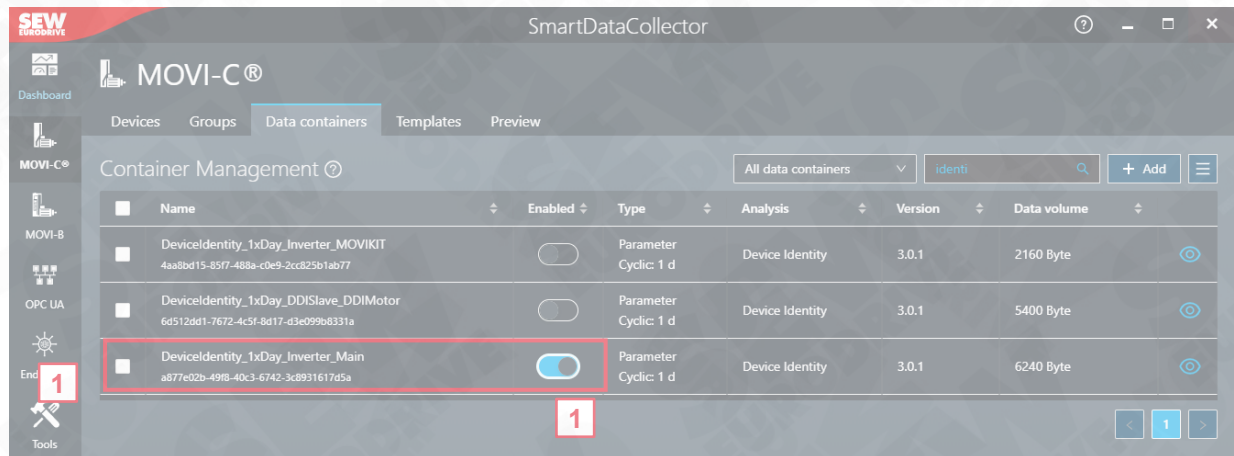 SEW
EURODRIVE
SmartDataCollector
Dashboard
MOVI-C®
Devices Groups Data containers Templates Preview
MOVI-C®
Container Management
All data containers
identi
+ Add
Name Enabled Type Analysis Version Data volume
MOVI-B
DeviceIdentity_1xDay_Inverter_MOVIKIT
4aa8bd15-85f7-488a-c0e9-2cc825b1ab77
Parameter
Cyclic: 1 d
Device Identity 3.0.1 2160 Byte
OPC UA
DeviceIdentity_1xDay_DDISlave_DDIMotor
6d512dd1-7672-4c5f-8d17-d3e099b8331a
Parameter
Cyclic: 1 d
Device Identity 3.0.1 5400 Byte
End
1
DeviceIdentity_1xDay_Inverter_Main
a877e02b-49f8-40c3-6742-3c8931617d5a
Parameter
Cyclic: 1 d
Device Identity 3.0.1 6240 Byte
1
Tools
< 1 >